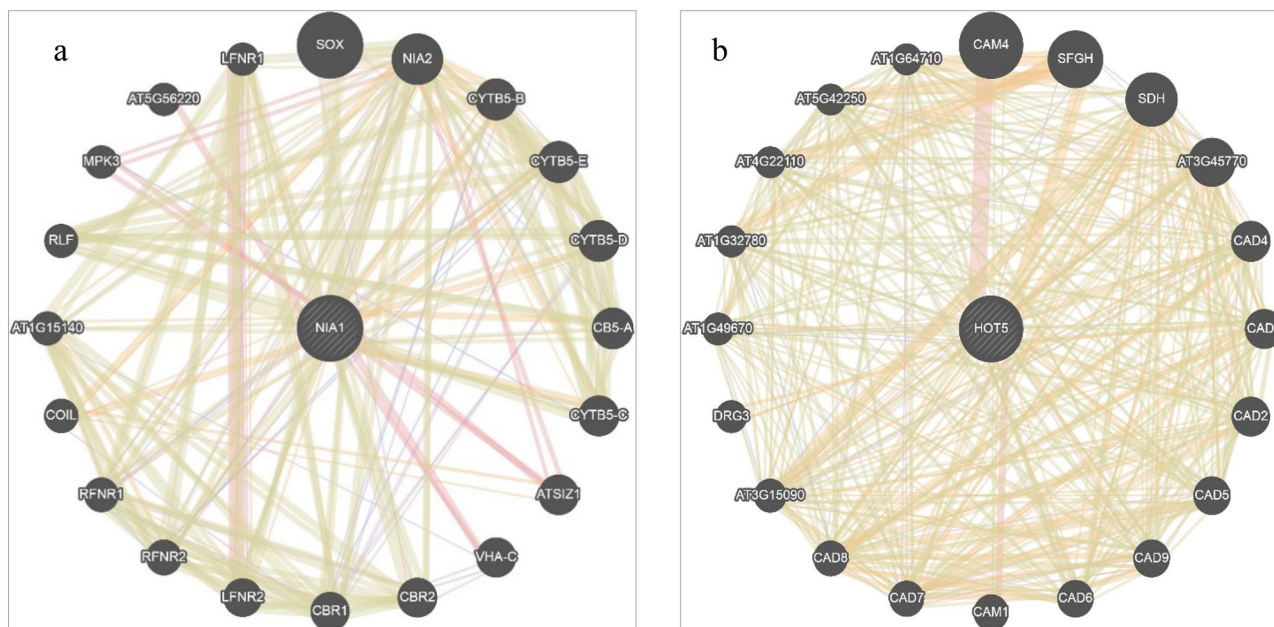 a
SOX
LFNR1
NIA2
AT5G56220
CYTB5-B
MPK3
CYTB5-E
RLF
CYTB5-D
AT1G15140
NIA1
CB5-A
COIL
CYTB5-C
RFNR1
ATSIZ1
RFNR2
VHA-C
LFNR2
CBR1
CBR2
b
CAM4
AT1G64710
SFGH
AT5G42250
SDH
AT4G22110
AT3G45770
AT1G32780
CAD4
AT1G49670
HOT5
CAD
DRG3
CAD2
AT3G15090
CAD5
CAD8
CAD9
CAD7
CAM1
CAD6